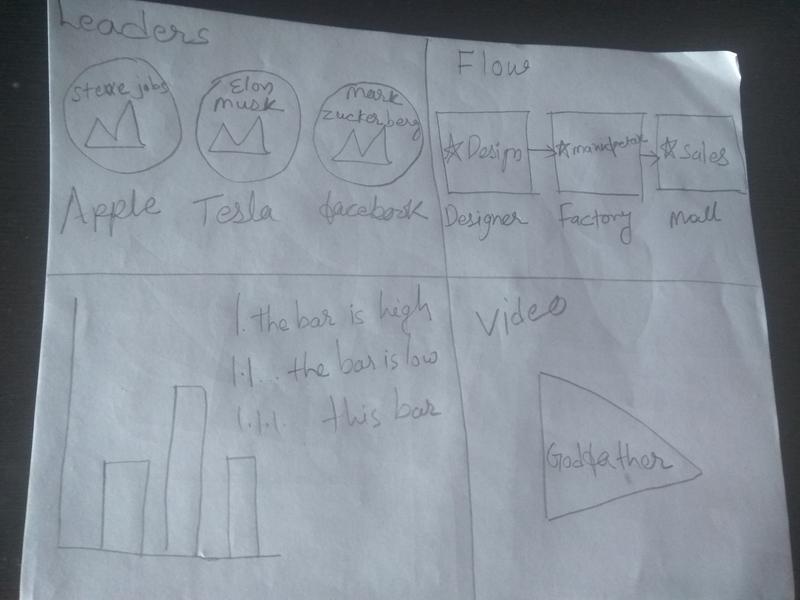 Leaders
steve jobs
Elon
musk
mark
zuckerberg
Apple
Tesla
facebook
Flow
Design
sales
Designer
Factory
mall
1. the bar is high
1.1... the bar is low
1.1.1. this bar
Video
Godfather